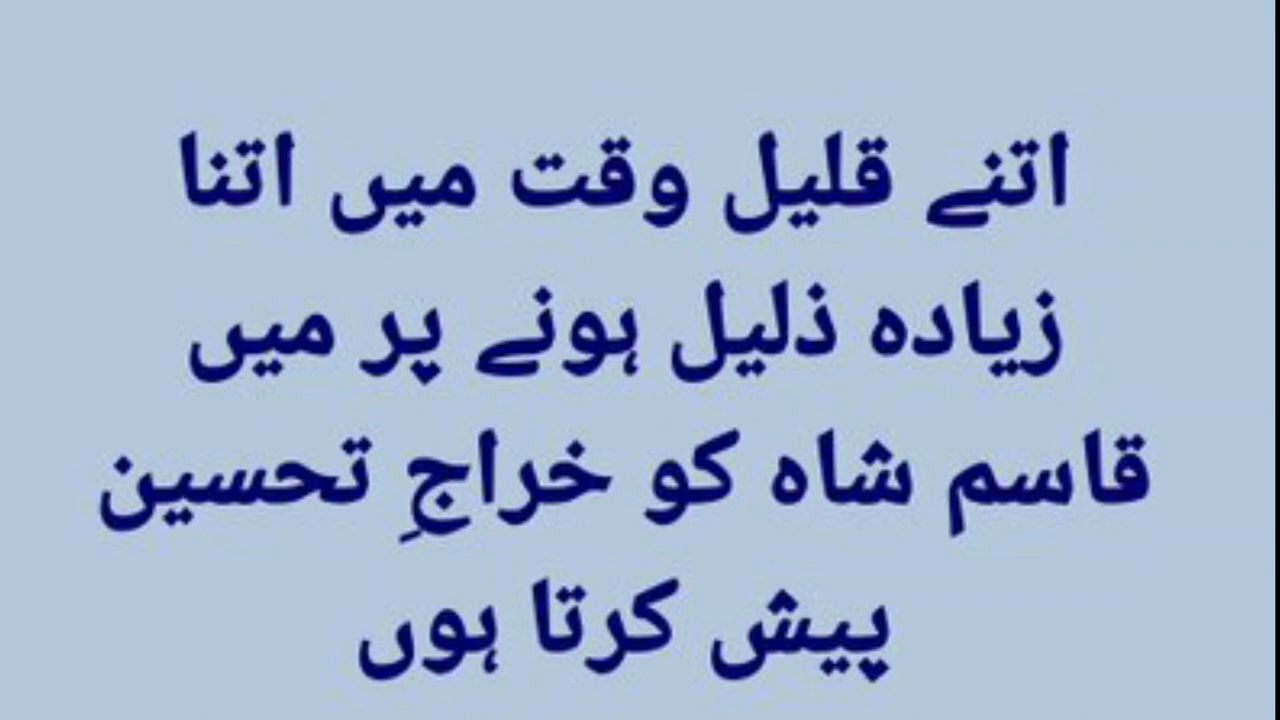 اتنے قلیل وقت میں اتنا
زیادہ ذلیل ہونے پر میں
قاسم شاہ کو خراجِ تحسین
پیش کرتا ہوں